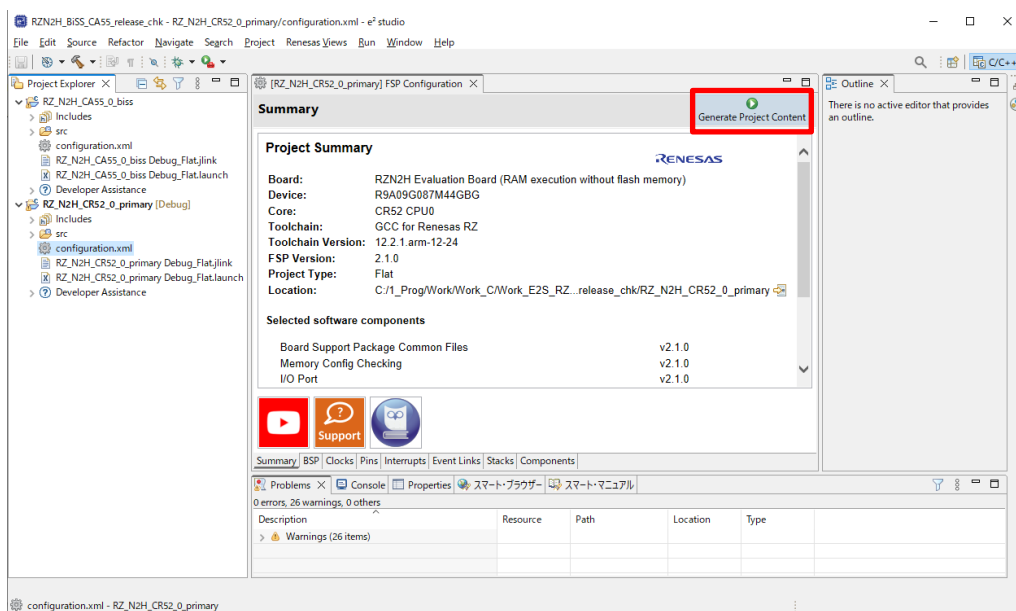 RZN2H_BiSS_CA55_release_chk - RZ_N2H_CR52_0_primary/configuration.xml - e² studio
File Edit Source Refactor Navigate Search Project Renesas Views Run Window Help
C/C++
Project Explorer
RZ_N2H_CA55_0_biss
Includes
src
configuration.xml
RZ_N2H_CA55_0_biss Debug_Flat.jlink
RZ_N2H_CA55_0_biss Debug_Flat.launch
Developer Assistance
RZ_N2H_CR52_0_primary [Debug]
Includes
src
configuration.xml
RZ_N2H_CR52_0_primary Debug_Flat.jlink
RZ_N2H_CR52_0_primary Debug_Flat.launch
Developer Assistance
[RZ_N2H_CR52_0_primary] FSP Configuration
Summary
Generate Project Content
Project Summary
RENESAS
Board: RZN2H Evaluation Board (RAM execution without flash memory)
Device: R9A09G087M44GBG
Core: CR52 CPU0
Toolchain: GCC for Renesas RZ
Toolchain Version: 12.2.1.arm-12-24
FSP Version: 2.1.0
Project Type: Flat
Location: C:/1_Prog/Work/Work_C/Work_E2S_RZ...release_chk/RZ_N2H_CR52_0_primary
Selected software components
Board Support Package Common Files v2.1.0
Memory Config Checking v2.1.0
I/O Port v2.1.0
Support
Summary BSP Clocks Pins Interrupts Event Links Stacks Components
Outline
There is no active editor that provides
an outline.
Problems Console Properties スマート・ブラウザー スマート・マニュアル
0 errors, 26 warnings, 0 others
Description Resource Path Location Type
Warnings (26 items)
configuration.xml - RZ_N2H_CR52_0_primary